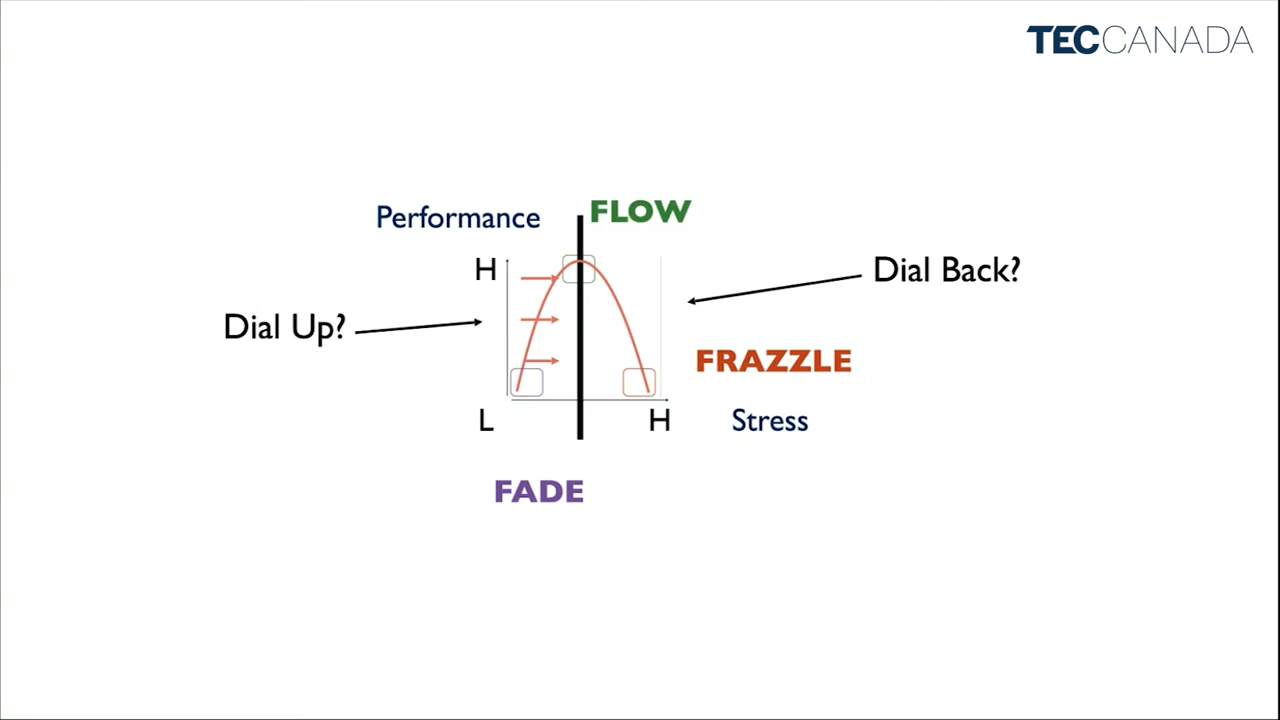 TECCANADA
Performance
FLOW
H
Dial Back?
Dial Up?
FRAZZLE
L
H
Stress
FADE